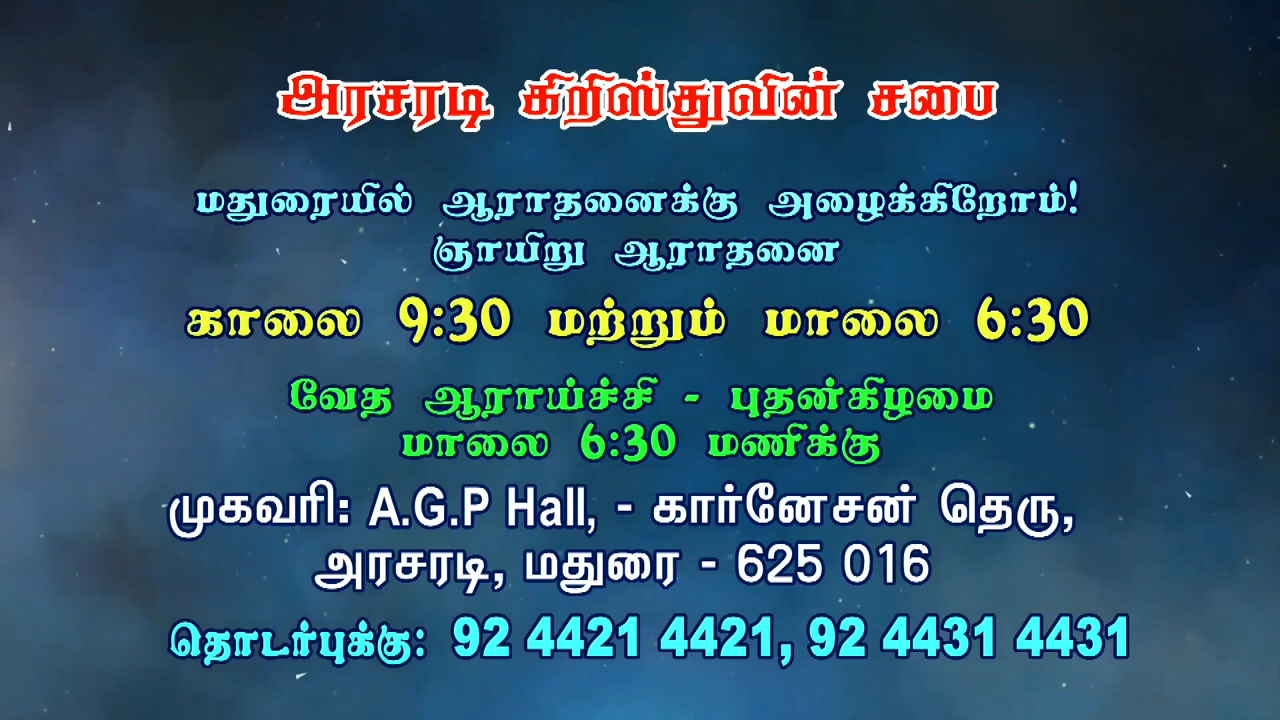 அரசரடி கிறிஸ்துவின் சபை
மதுரையில் ஆராதனைக்கு அழைக்கிறோம்!
ஞாயிறு ஆராதனை
காலை 9:30 மற்றும் மாலை 6:30
வேத ஆராய்ச்சி - புதன்கிழமை
மாலை 6:30 மணிக்கு
முகவரி: A.G.P Hall, - கார்னேசன் தெரு,
அரசரடி, மதுரை - 625 016
தொடர்புக்கு: 92 4421 4421, 92 4431 4431